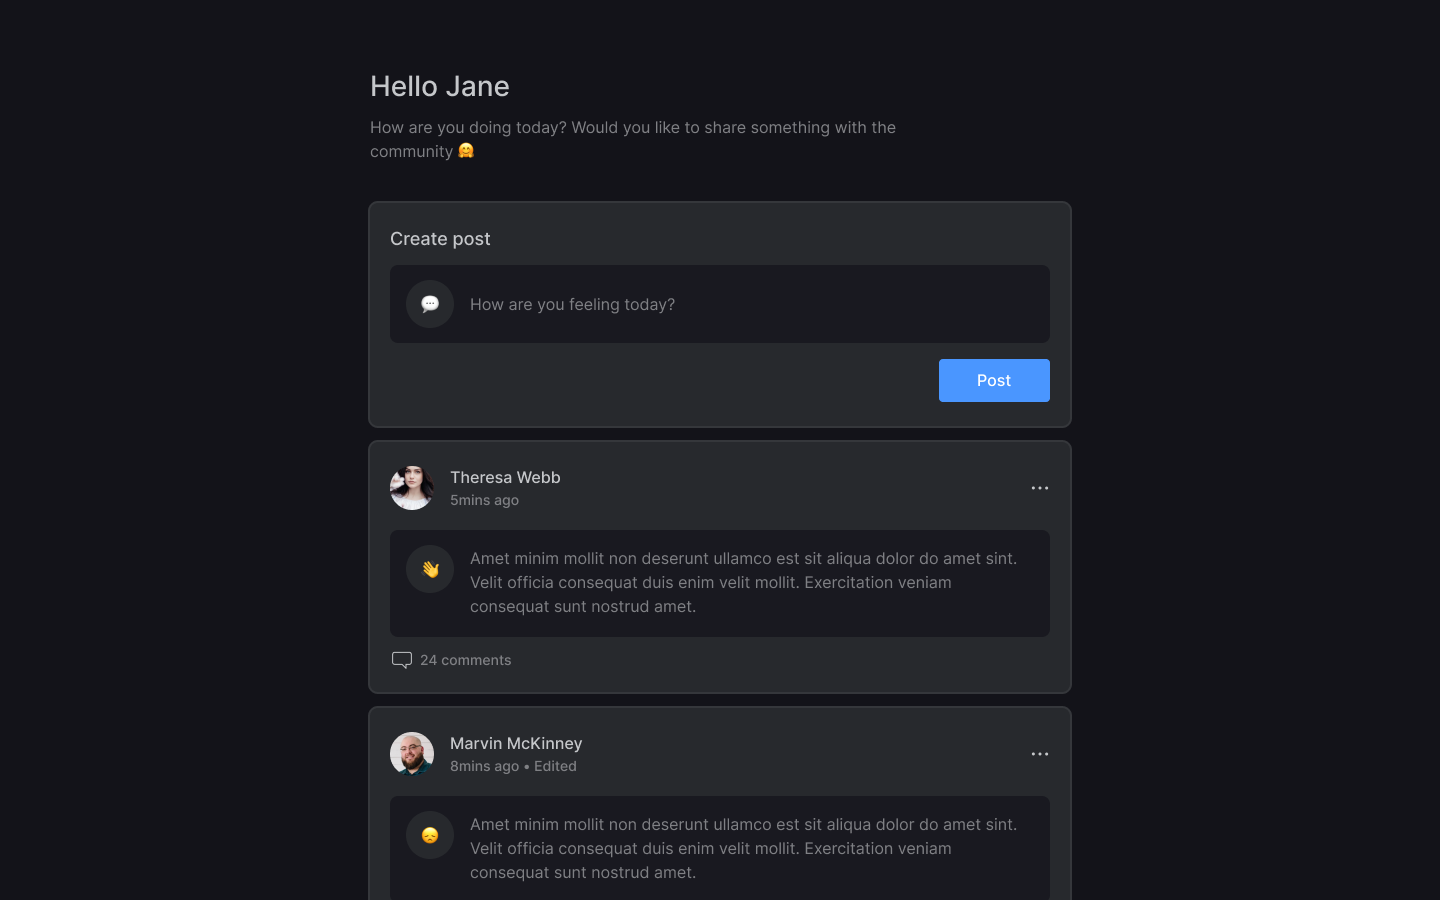 Hello Jane
How are you doing today? Would you like to share something with the
community 🤗
Create post
How are you feeling today?
Post
Theresa Webb
5mins ago
Amet minim mollit non deserunt ullamco est sit aliqua dolor do amet sint.
Velit officia consequat duis enim velit mollit. Exercitation veniam
consequat sunt nostrud amet.
24 comments
Marvin McKinney
8mins ago • Edited
Amet minim mollit non deserunt ullamco est sit aliqua dolor do amet sint.
Velit officia consequat duis enim velit mollit. Exercitation veniam
consequat sunt nostrud amet.